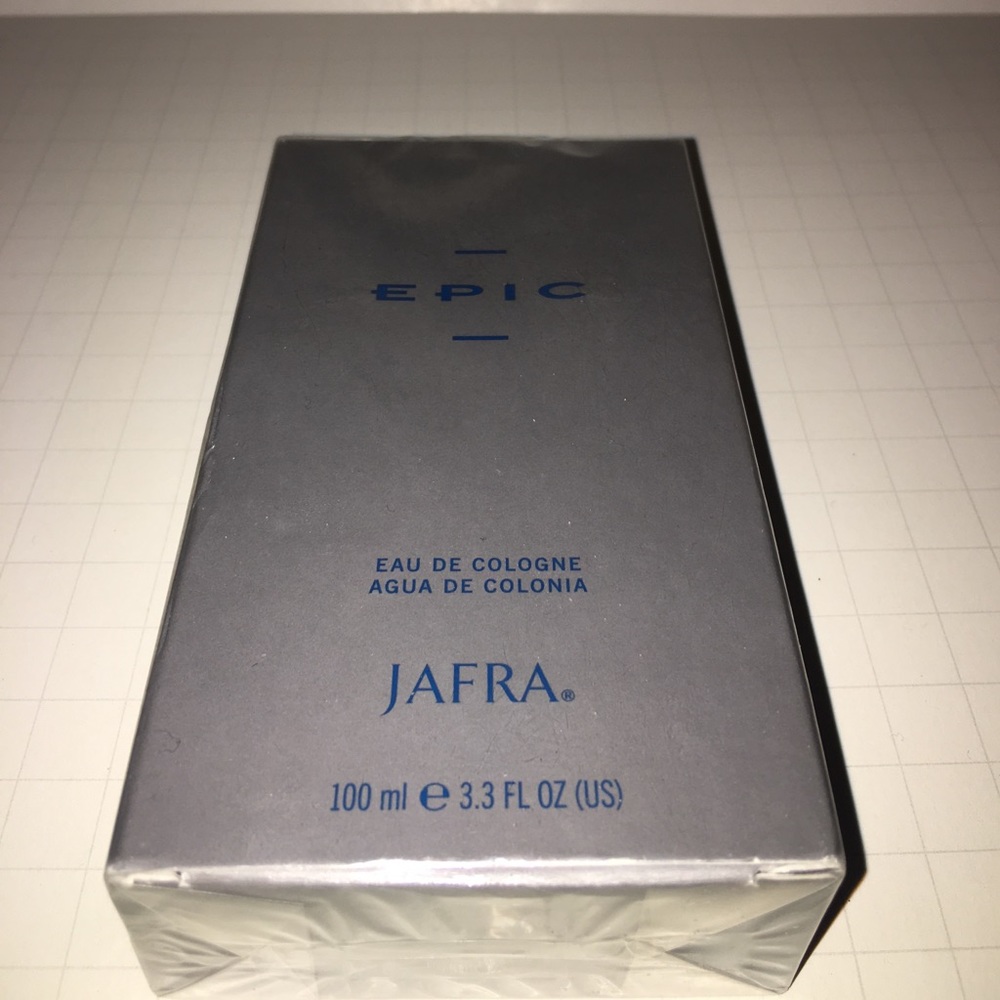 EPIC
EAU DE COLOGNE
AGUA DE COLONIA
JAFRA®
100 ml ℮ 3.3 FL OZ (US)